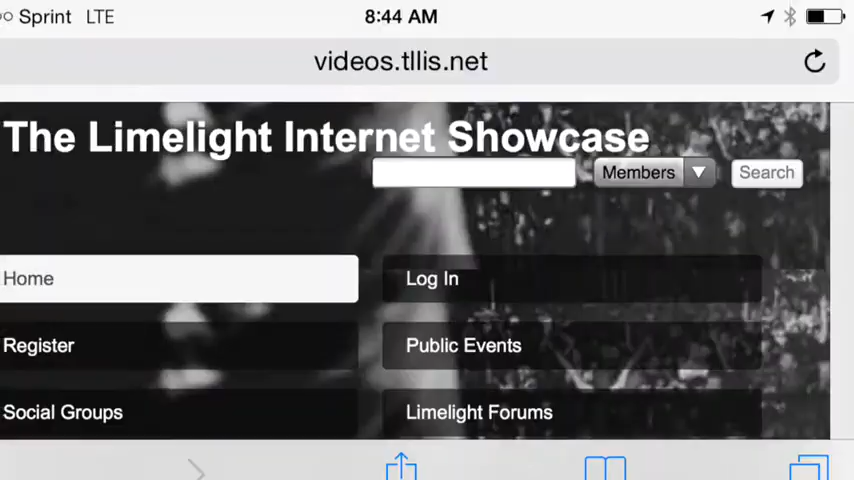 Sprint LTE 8:44 AM
videos.tllis.net
The Limelight Internet Showcase
Members Search
Home Log In
Register Public Events
Social Groups Limelight Forums